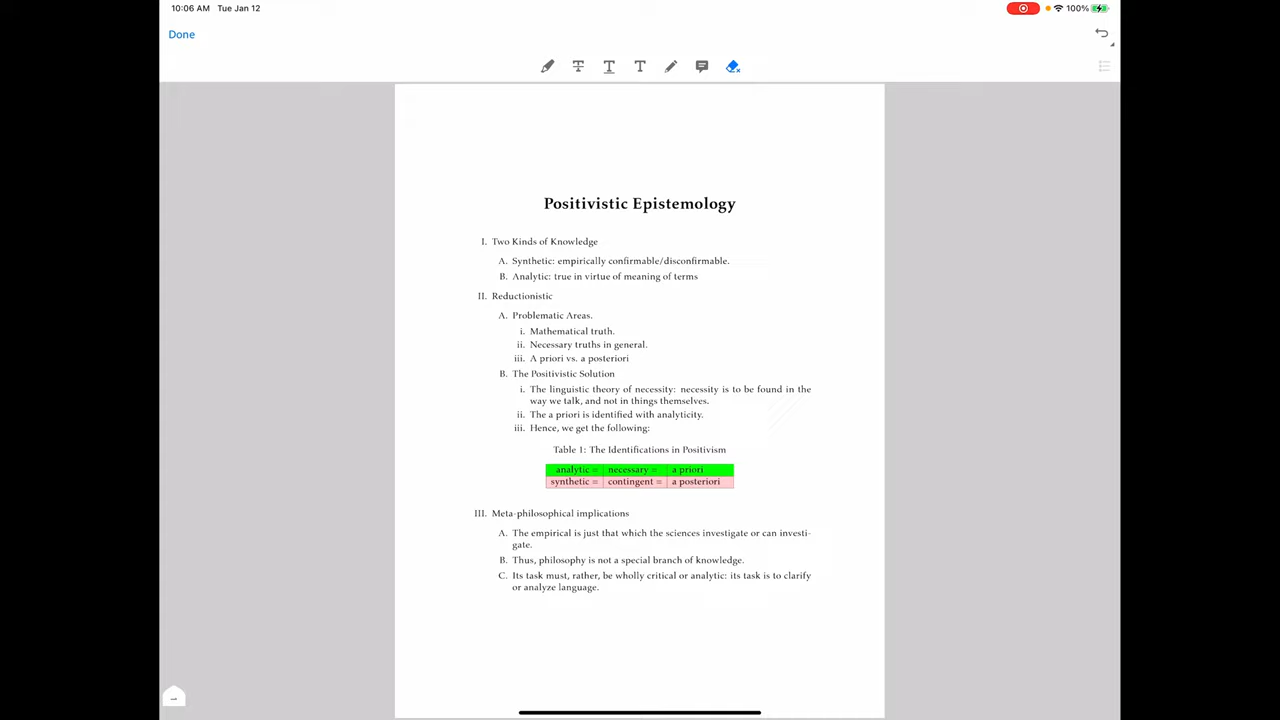 10:06 AM Tue Jan 12 100%
Done
Positivistic Epistemology
I. Two Kinds of Knowledge
A. Synthetic: empirically confirmable/disconfirmable.
B. Analytic: true in virtue of meaning of terms
II. Reductionistic
A. Problematic Areas.
i. Mathematical truth.
ii. Necessary truths in general.
iii. A priori vs. a posteriori
B. The Positivistic Solution
i. The linguistic theory of necessity: necessity is to be found in the
way we talk, and not in things themselves.
ii. The a priori is identified with analyticity.
iii. Hence, we get the following:
Table 1: The Identifications in Positivism
analytic = necessary = a priori
synthetic = contingent = a posteriori
III. Meta-philosophical implications
A. The empirical is just that which the sciences investigate or can investi-
gate.
B. Thus, philosophy is not a special branch of knowledge.
C. Its task must, rather, be wholly critical or analytic: its task is to clarify
or analyze language.